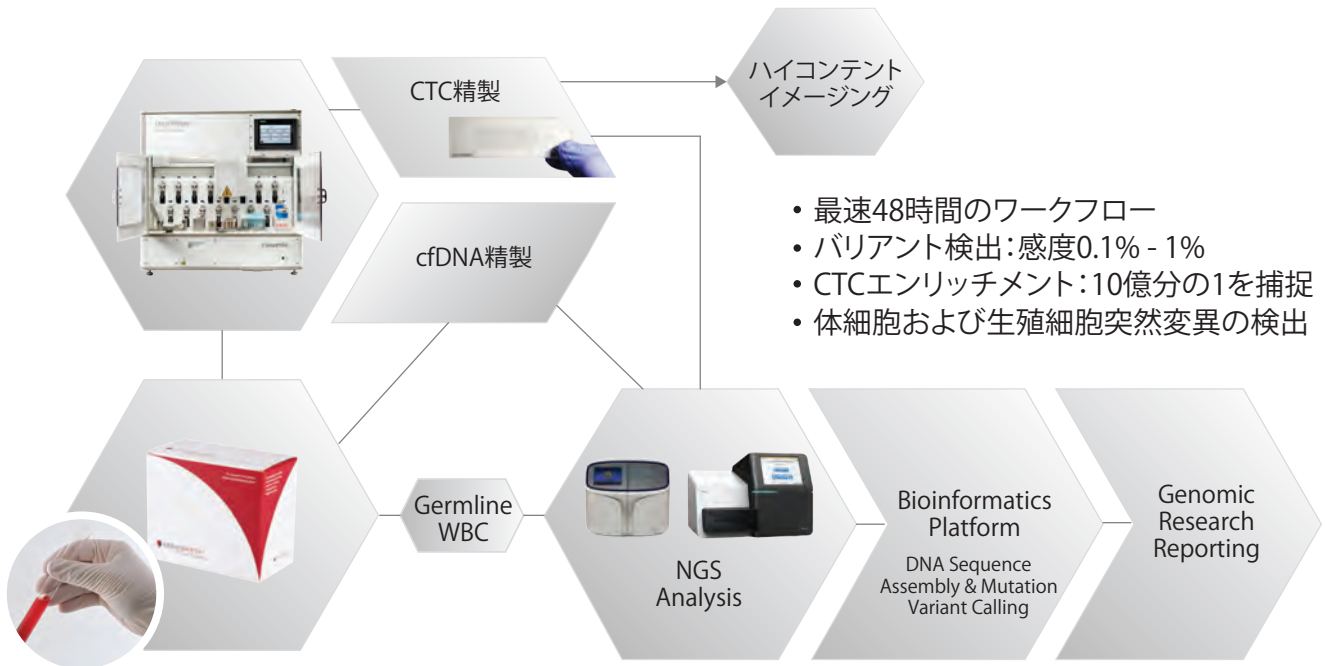 CTC精製
ハイコンテント
イメージング
cfDNA精製
• 最速48時間のワークフロー
• バリアント検出：感度0.1% - 1%
• CTCエンリッチメント：10億分の1を捕捉
• 体細胞および生殖細胞突然変異の検出
Germline
WBC
NGS
Analysis
Bioinformatics
Platform
DNA Sequence
Assembly & Mutation
Variant Calling
Genomic
Research
Reporting